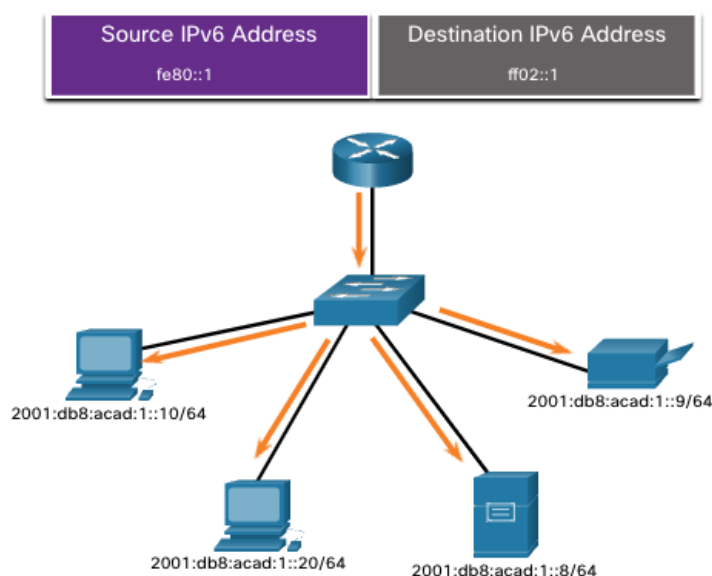 Source IPv6 Address
Destination IPv6 Address
fe80::1
ff02::1
2001:db8:acad:1::10/64
2001:db8:acad:1::9/64
2001:db8:acad:1::20/64
2001:db8:acad:1::8/64